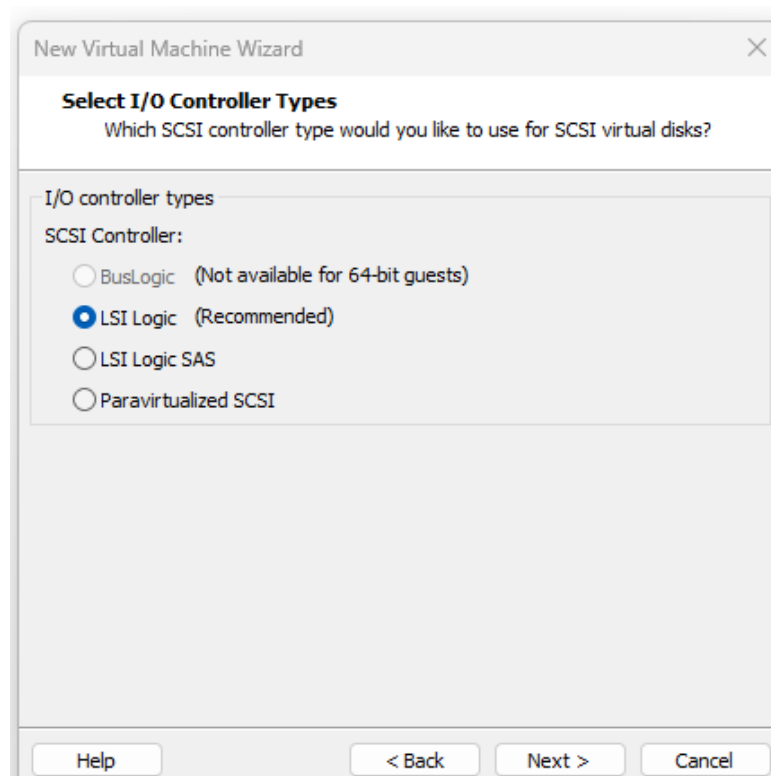 New Virtual Machine Wizard
Select I/O Controller Types
Which SCSI controller type would you like to use for SCSI virtual disks?
I/O controller types
SCSI Controller:
BusLogic (Not available for 64-bit guests)
LSI Logic (Recommended)
LSI Logic SAS
Paravirtualized SCSI
Help < Back Next > Cancel